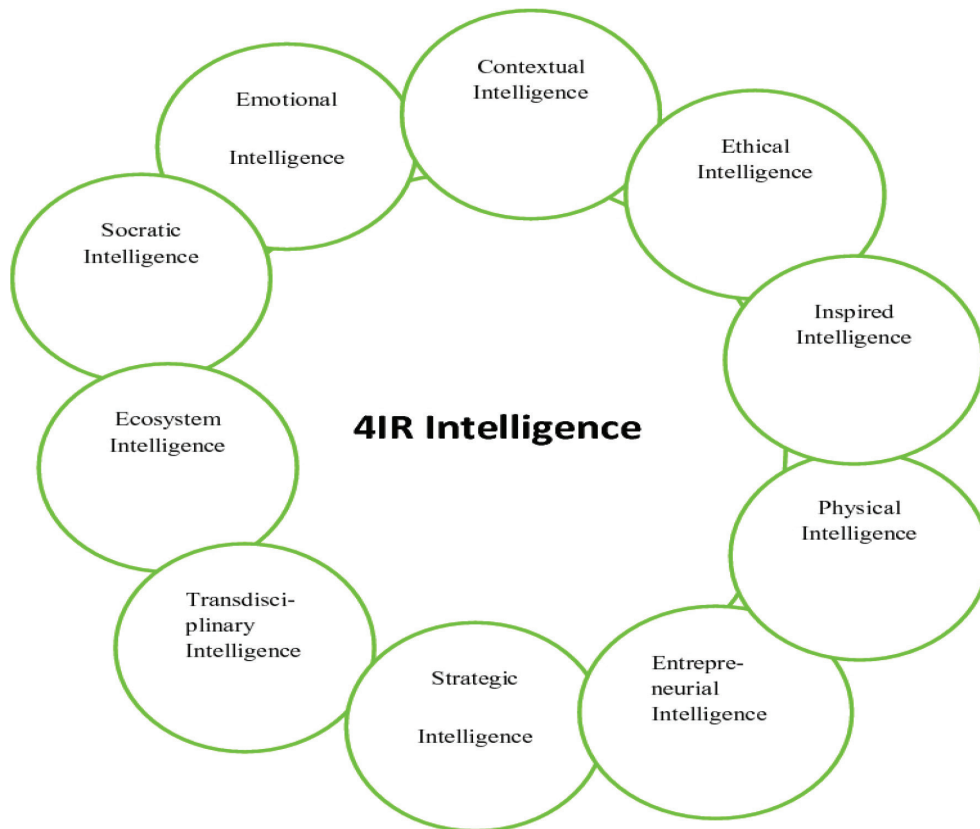 Contextual
Intelligence
Emotional
Intelligence
Ethical
Intelligence
Socratic
Intelligence
Inspired
Intelligence
Ecosystem
Intelligence
4IR Intelligence
Physical
Intelligence
Transdisci-
plinary
Intelligence
Strategic
Intelligence
Entrepre-
neurial
Intelligence